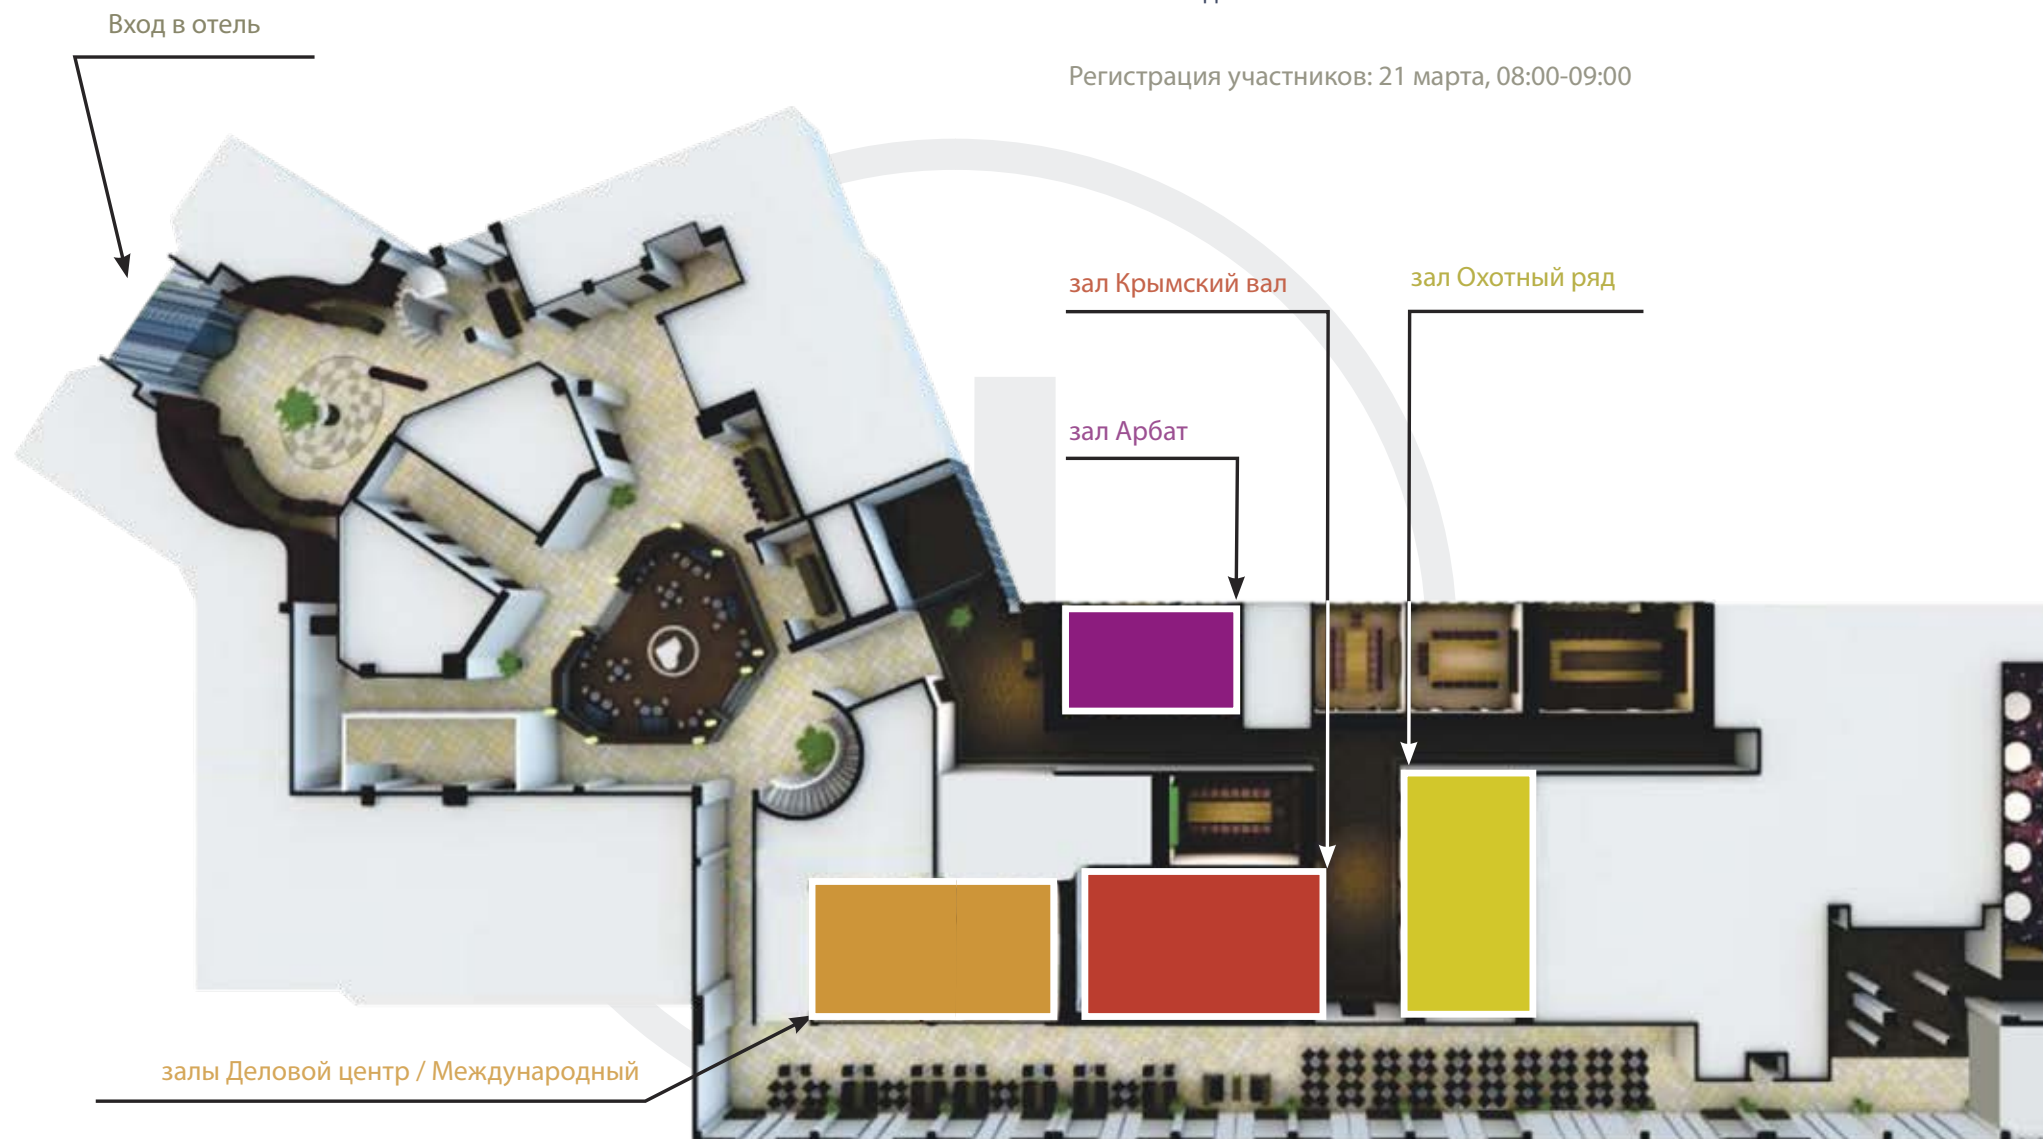 Вход в отель
Регистрация участников: 21 марта, 08:00-09:00
зал Крымский вал
зал Охотный ряд
зал Арбат
залы Деловой центр / Международный